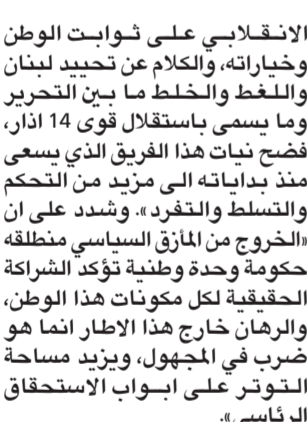 الانقلابي على ثوابت الوطن
وخياراته، والكلام عن تحييد لبنان
واللغط والخلط ما بين التحرير
وما يسمى باستقلال قوى 14 اذار،
فضح نيات هذا الفريق الذي يسعى
منذ بداياته الى مزيد من التحكم
والتسلط والتفرد». وشدد على ان
«الخروج من المأزق السياسي منطلقه
حكومة وحدة وطنية تؤكد الشراكة
الحقيقية لكل مكونات هذا الوطن،
والرهان خارج هذا الاطار انما هو
ضرب في المجهول، ويزيد مساحة
التوتر على ابواب الاستحقاق
الرئاسي».